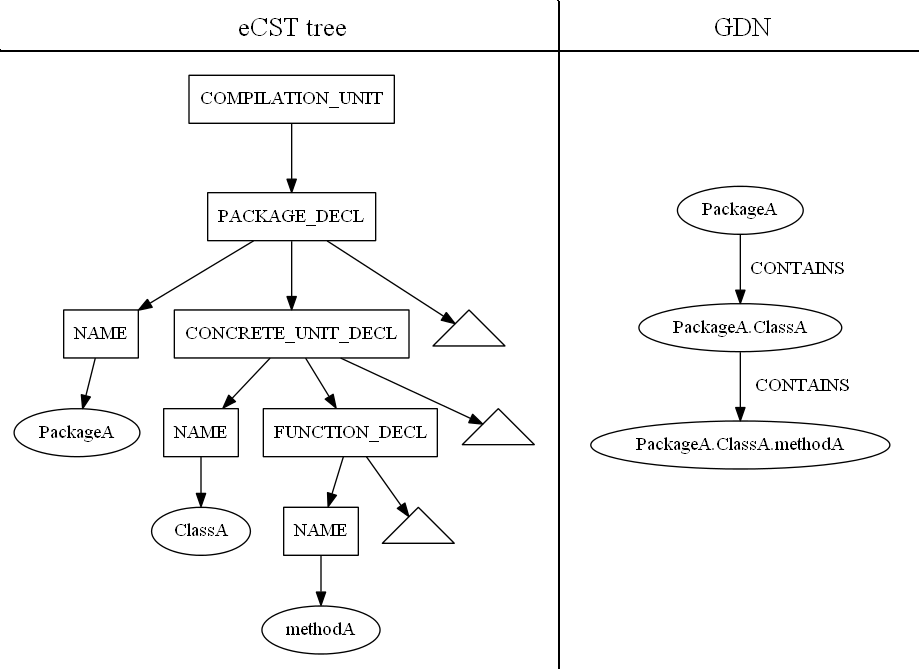 eCST tree
GDN
COMPILATION_UNIT
PACKAGE_DECL
NAME
CONCRETE_UNIT_DECL
PackageA
NAME
FUNCTION_DECL
ClassA
NAME
methodA
PackageA
CONTAINS
PackageA.ClassA
CONTAINS
PackageA.ClassA.methodA